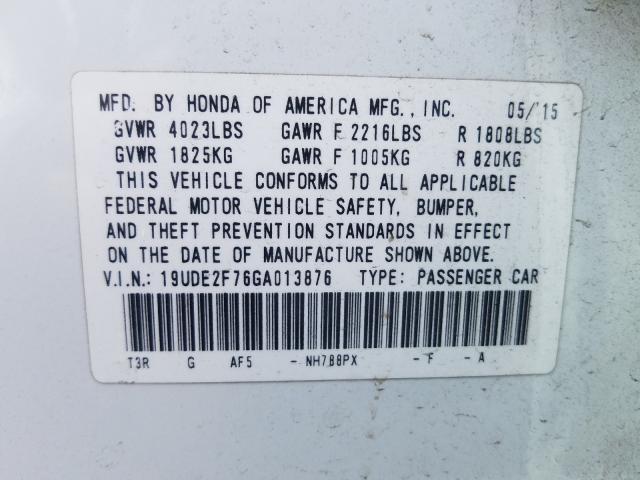 MFD. BY HONDA OF AMERICA MFG., INC. 05/'15
GVWR 4023LBS GAWR F 2216LBS R 1808LBS
GVWR 1825KG GAWR F 1005KG R 820KG
THIS VEHICLE CONFORMS TO ALL APPLICABLE
FEDERAL MOTOR VEHICLE SAFETY, BUMPER,
AND THEFT PREVENTION STANDARDS IN EFFECT
ON THE DATE OF MANUFACTURE SHOWN ABOVE.
V.I.N.: 19UDE2F76GA013876 TYPE: PASSENGER CAR
T3R G AF5 - NH788PX - F - A